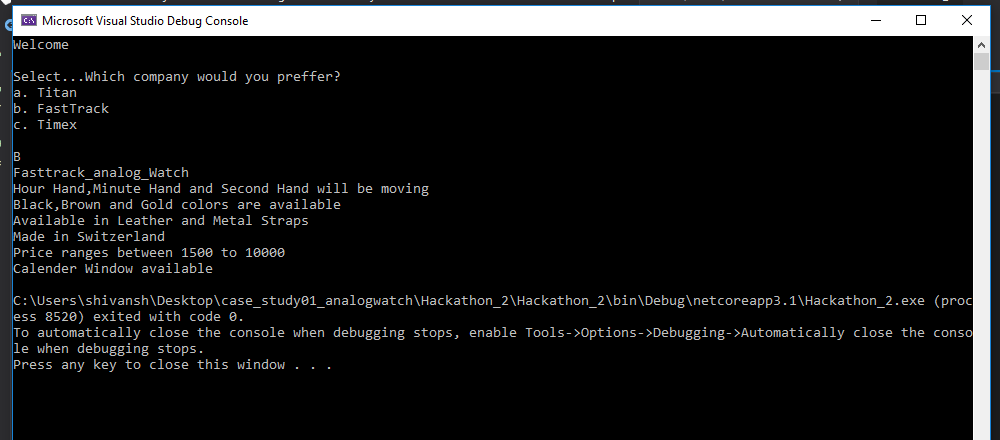 Microsoft Visual Studio Debug Console
Welcome
Select...Which company would you preffer?
a. Titan
b. FastTrack
c. Timex
B
Fasttrack_analog_Watch
Hour Hand,Minute Hand and Second Hand will be moving
Black,Brown and Gold colors are available
Available in Leather and Metal Straps
Made in Switzerland
Price ranges between 1500 to 10000
Calender Window available
C:\Users\shivansh\Desktop\case_study01_analogwatch\Hackathon_2\Hackathon_2\bin\Debug\netcoreapp3.1\Hackathon_2.exe (proc
ess 8520) exited with code 0.
To automatically close the console when debugging stops, enable Tools->Options->Debugging->Automatically close the conso
le when debugging stops.
Press any key to close this window . . .